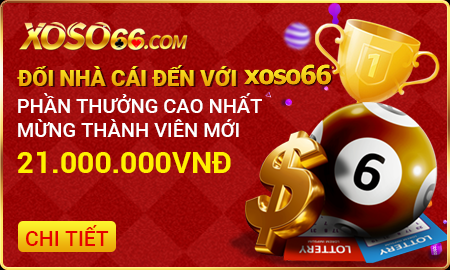 XOSO66.COM
ĐỔI NHÀ CÁI ĐẾN VỚI xoso66
PHẦN THƯỞNG CAO NHẤT
MỪNG THÀNH VIÊN MỚI
21.000.000VNĐ
CHI TIẾT
1
6
$
LOTTERY
LOTTERY